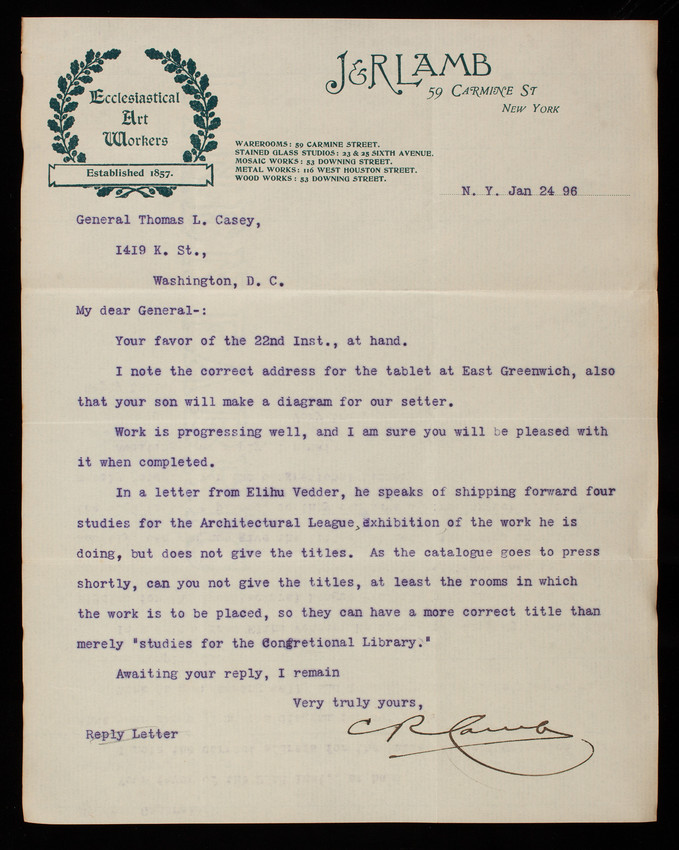 Ecclesiastical
Art
Workers
Established 1857.
J & R LAMB
59 CARMINE ST
NEW YORK
WAREROOMS: 59 CARMINE STREET.
STAINED GLASS STUDIOS: 23 & 25 SIXTH AVENUE.
MOSAIC WORKS: 53 DOWNING STREET.
METAL WORKS: 116 WEST HOUSTON STREET.
WOOD WORKS: 53 DOWNING STREET.
N. Y. Jan 24 96
General Thomas L. Casey,
1419 K. St.,
Washington, D. C.
My dear General-:
Your favor of the 22nd Inst., at hand.
I note the correct address for the tablet at East Greenwich, also
that your son will make a diagram for our setter.
Work is progressing well, and I am sure you will be pleased with
it when completed.
In a letter from Elihu Vedder, he speaks of shipping forward four
studies for the Architectural League, Exhibition of the work he is
doing, but does not give the titles. As the catalogue goes to press
shortly, can you not give the titles, at least the rooms in which
the work is to be placed, so they can have a more correct title than
merely "studies for the Congretional Library."
Awaiting your reply, I remain
Very truly yours,
Reply Letter
C R Lamb